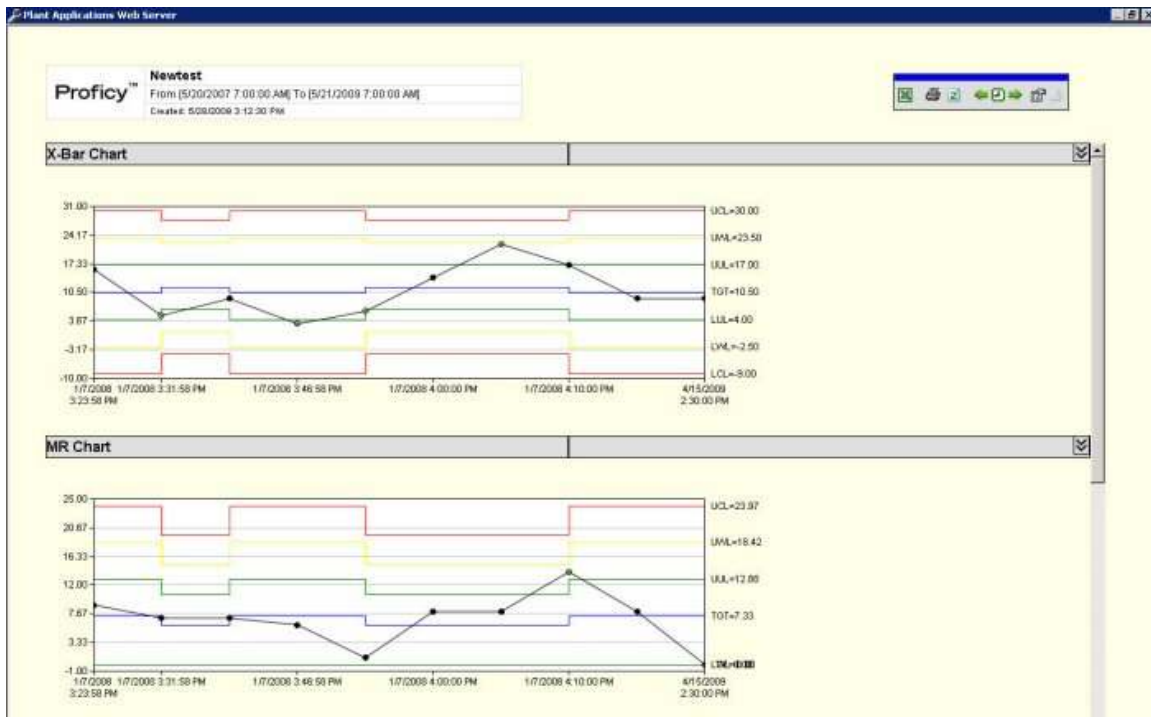 Plant Applications Web Server
Proficy™
Newtest
From [5/20/2007 7:00:00 AM] To [5/21/2009 7:00:00 AM]
Created: 5/28/2009 3:12:30 PM
X-Bar Chart
31.00
24.17
17.33
10.50
3.67
-3.17
-10.00
UCL=30.00
UWL=23.50
UUL=17.00
TGT=10.50
LUL=4.00
LWL=-2.50
LCL=-9.00
1/7/2008 1/7/2008 3:31:58 PM 1/7/2008 3:46:58 PM 1/7/2008 4:00:00 PM 1/7/2008 4:10:00 PM 4/15/2009
3:23:58 PM 2:30:00 PM
MR Chart
25.00
20.67
16.33
12.00
7.67
3.33
-1.00
UCL=23.97
UWL=18.42
UUL=12.88
TGT=7.33
1/7/2008 1/7/2008 3:31:58 PM 1/7/2008 3:46:58 PM 1/7/2008 4:00:00 PM 1/7/2008 4:10:00 PM 4/15/2009
3:23:58 PM 2:30:00 PM